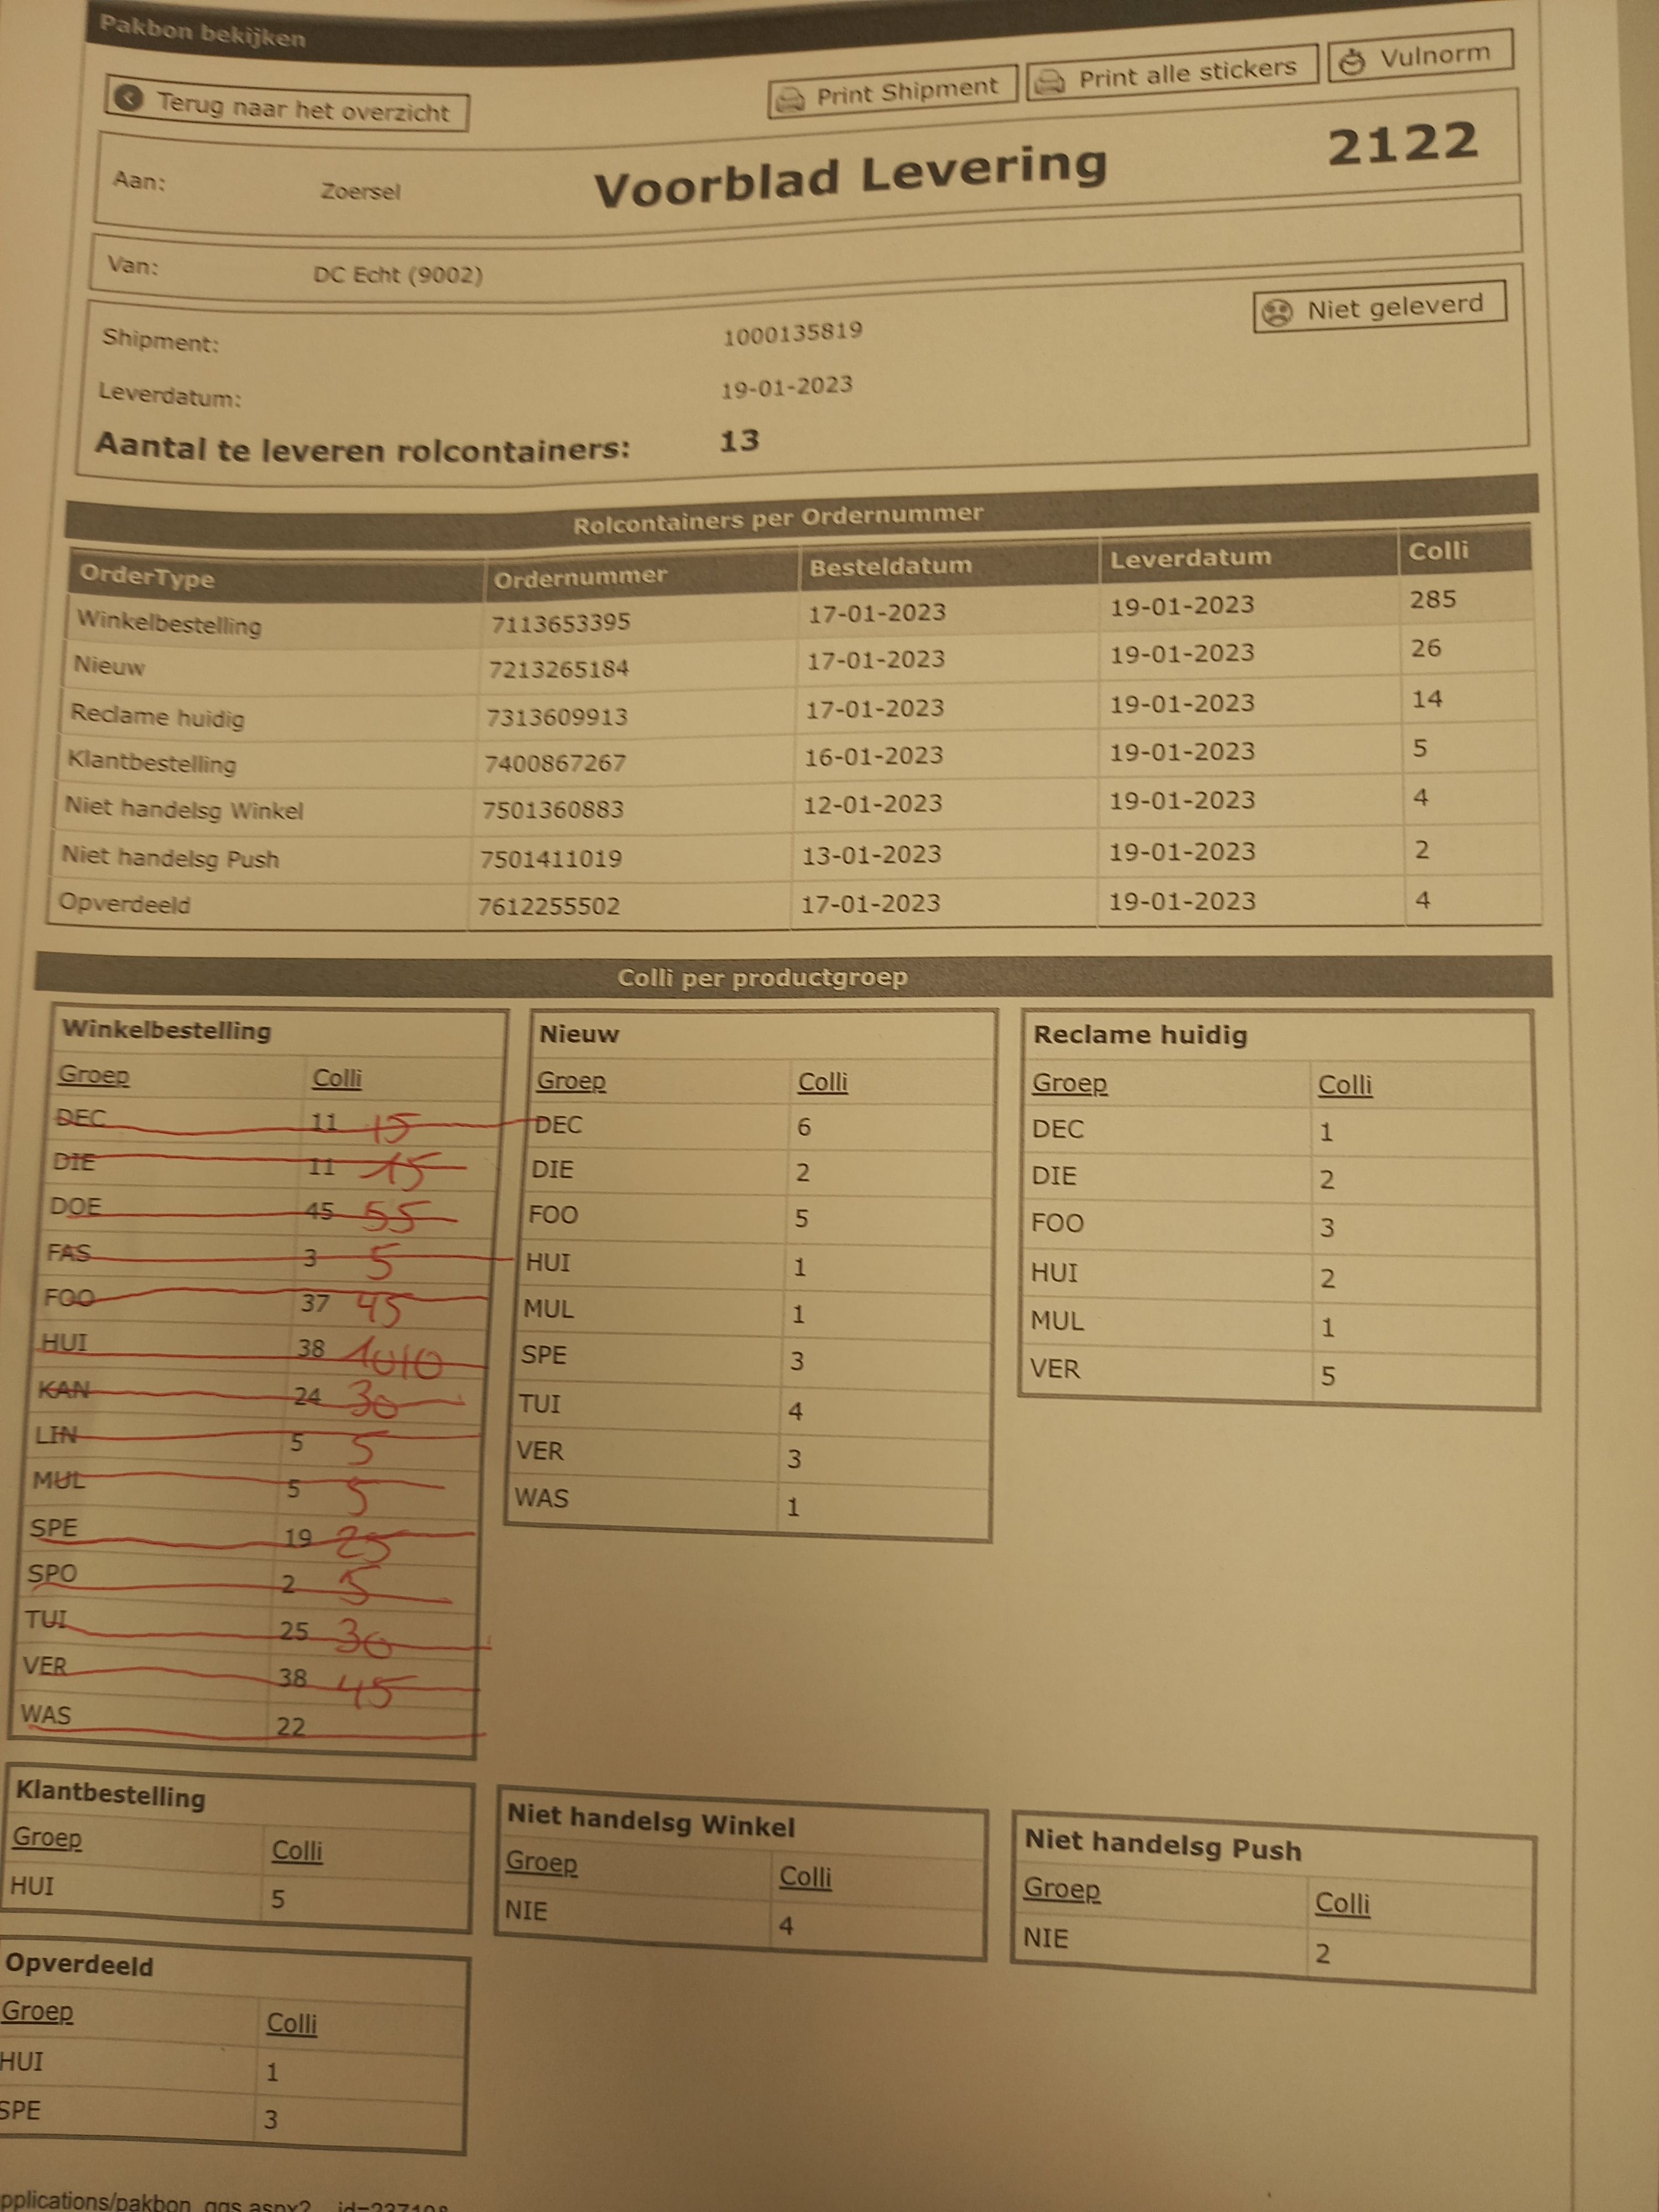 Pakbon bekijken
Terug naar het overzicht
Print Shipment
Print alle stickers
Vulnorm
Aan: Zoersel Voorblad Levering 2122
Van: DC Echt (9002)
Shipment: 1000135819
Niet geleverd
Leverdatum: 19-01-2023
Aantal te leveren rolcontainers: 13
Rolcontainers per Ordernummer
OrderType Ordernummer Besteldatum Leverdatum Colli
Winkelbestelling 7113653395 17-01-2023 19-01-2023 285
Nieuw 7213265184 17-01-2023 19-01-2023 26
Reclame huidig 7313609913 17-01-2023 19-01-2023 14
Klantbestelling 7400867267 16-01-2023 19-01-2023 5
Niet handelsg Winkel 7501360883 12-01-2023 19-01-2023 4
Niet handelsg Push 7501411019 13-01-2023 19-01-2023 2
Opverdeeld 7612255502 17-01-2023 19-01-2023 4
Colli per productgroep
Winkelbestelling
Groep Colli
DEC 11 15
DIE 11 15
DOE 45 55
FAS 3 5
FOO 37 45
HUI 38
KAN 24 30
LIN 5 5
MUL 5 5
SPE 19 25
SPO 2 5
TUI 25 30
VER 38 45
WAS 22
Nieuw
Groep Colli
DEC 6
DIE 2
FOO 5
HUI 1
MUL 1
SPE 3
TUI 4
VER 3
WAS 1
Reclame huidig
Groep Colli
DEC 1
DIE 2
FOO 3
HUI 2
MUL 1
VER 5
Klantbestelling
Groep Colli
HUI 5
Niet handelsg Winkel
Groep Colli
NIE 4
Niet handelsg Push
Groep Colli
NIE 2
Opverdeeld
Groep Colli
HUI 1
SPE 3